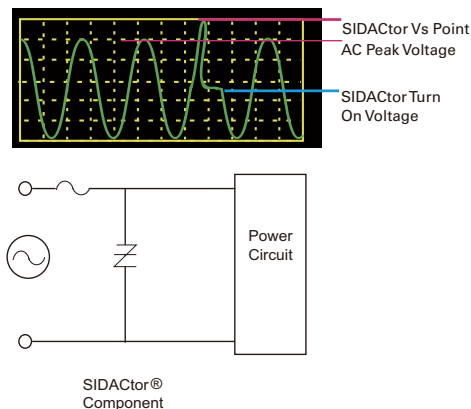 SIDACtor Vs Point
AC Peak Voltage
SIDACtor Turn
On Voltage
Power
Circuit
SIDACtor®
Component